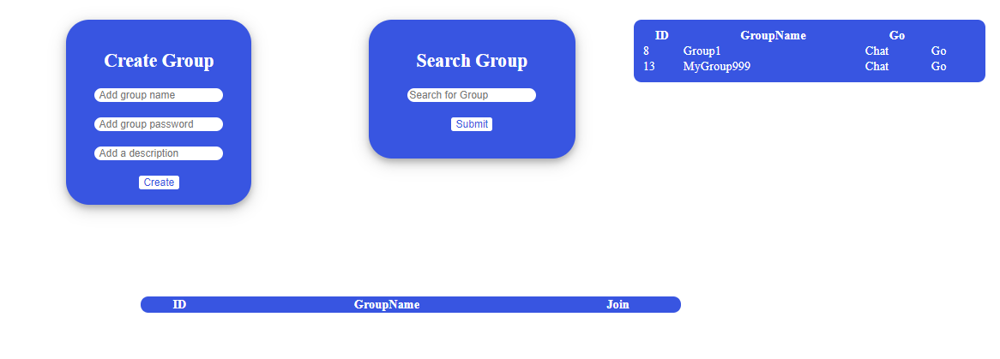 Create Group
Add group name
Add group password
Add a description
Create
Search Group
Search for Group
Submit
ID GroupName Go
8 Group1 Chat Go
13 MyGroup999 Chat Go
ID GroupName Join